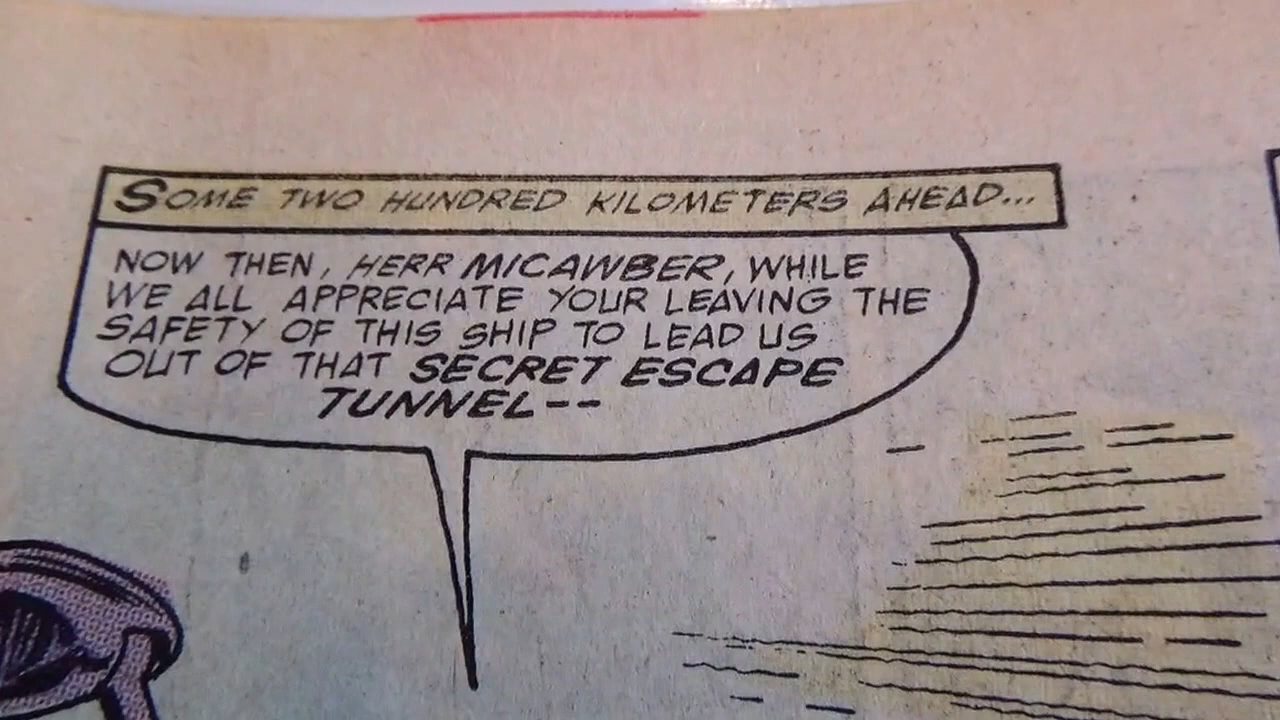 SOME TWO HUNDRED KILOMETERS AHEAD...
NOW THEN, HERR MICAWBER, WHILE
WE ALL APPRECIATE YOUR LEAVING THE
SAFETY OF THIS SHIP TO LEAD US
OUT OF THAT SECRET ESCAPE
TUNNEL--